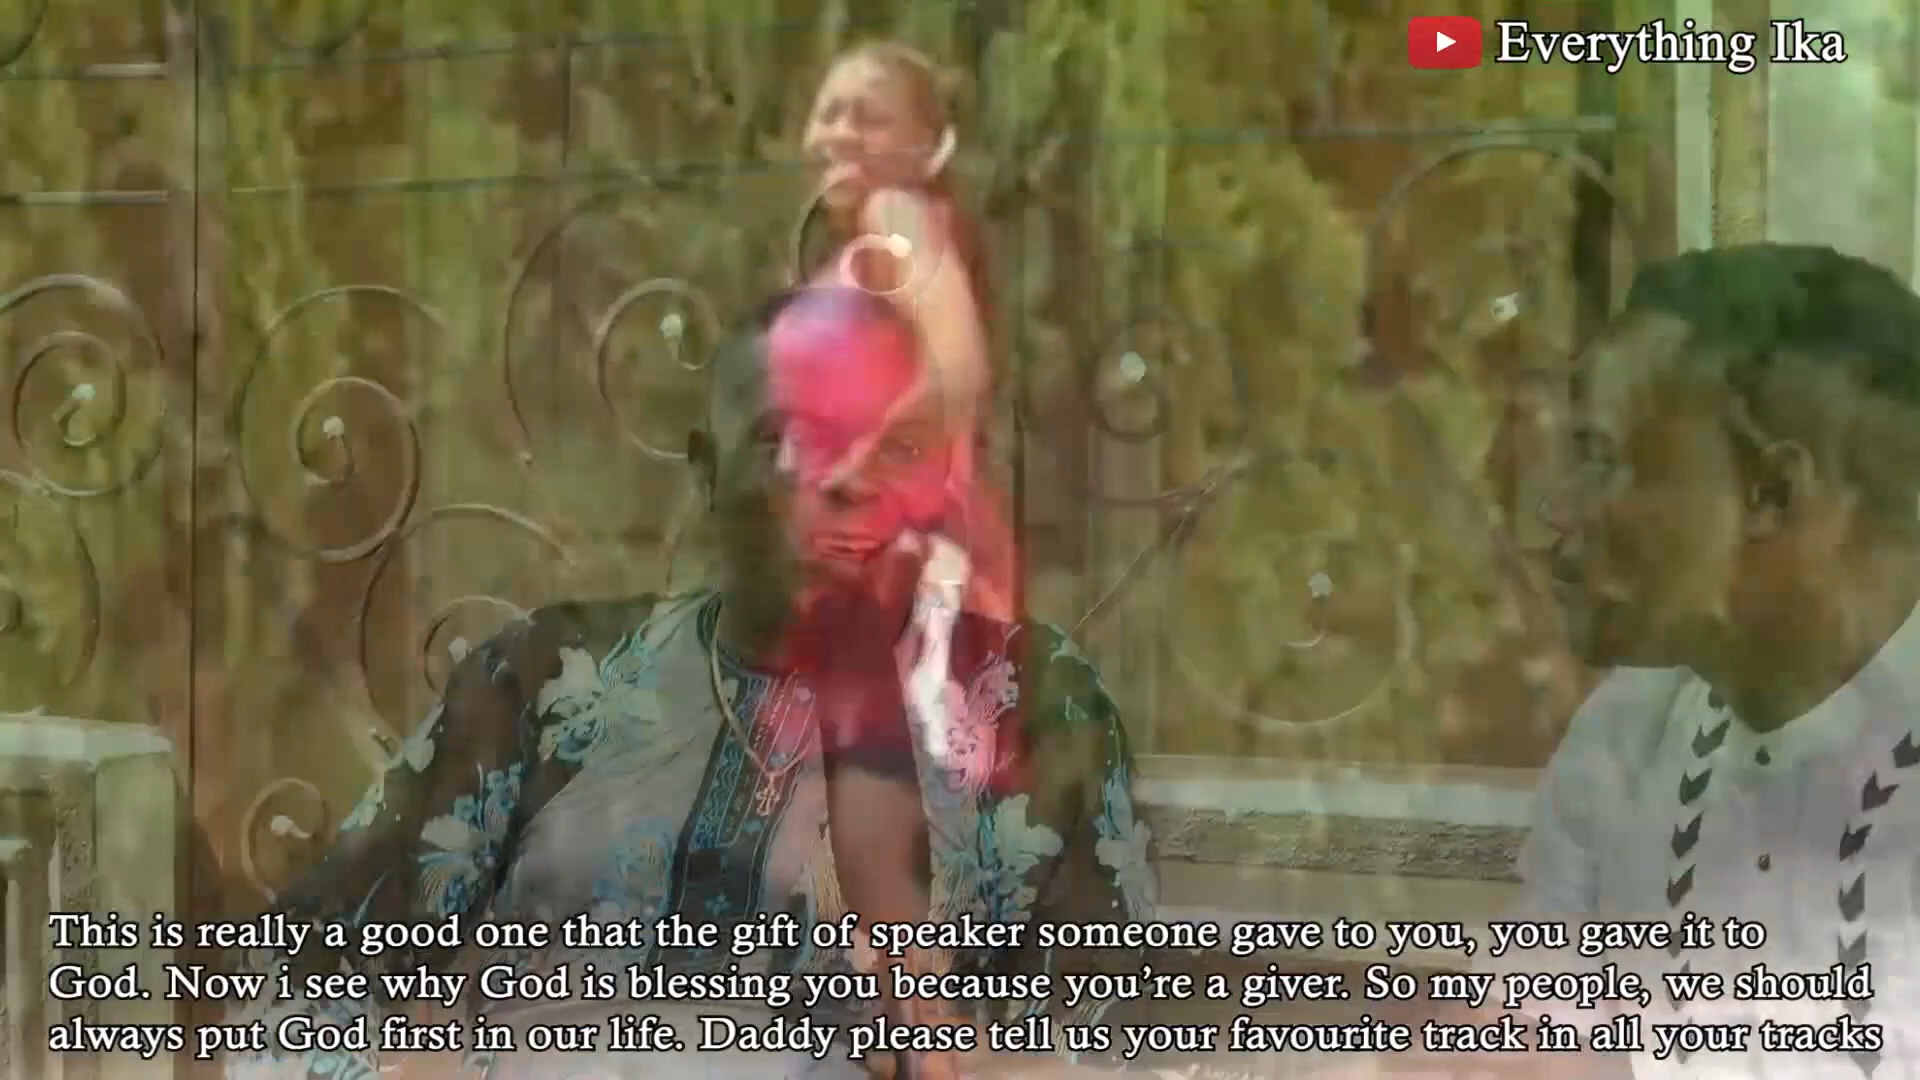 Everything Ika
This is really a good one that the gift of speaker someone gave to you, you gave it to
God. Now i see why God is blessing you because you're a giver. So my people, we should
always put God first in our life. Daddy please tell us your favourite track in all your tracks